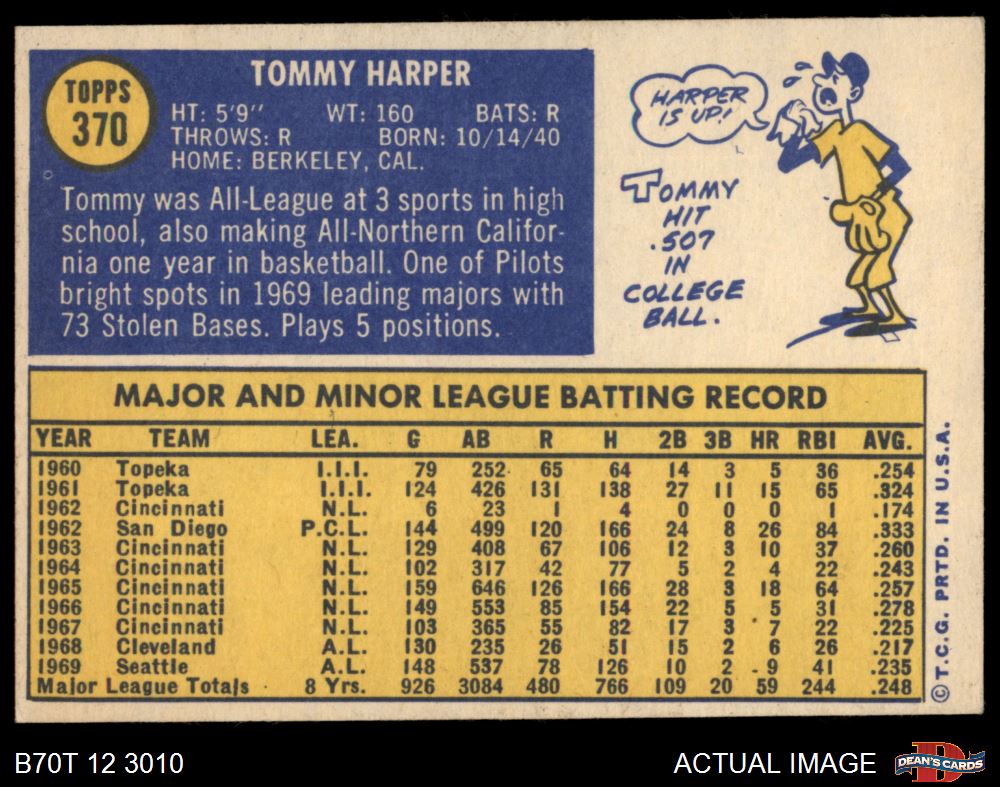 TOPPS
370
TOMMY HARPER
HT: 5'9" WT: 160 BATS: R
THROWS: R BORN: 10/14/40
HOME: BERKELEY, CAL.
Tommy was All-League at 3 sports in high
school, also making All-Northern Califor-
nia one year in basketball. One of Pilots
bright spots in 1969 leading majors with
73 Stolen Bases. Plays 5 positions.
HARPER
IS UP!
TOMMY
HIT
.507
IN
COLLEGE
BALL.
MAJOR AND MINOR LEAGUE BATTING RECORD
YEAR TEAM LEA. G AB R H 2B 3B HR RBI AVG.
1960 Topeka I.I.I. 79 252 65 64 14 3 5 36 .254
1961 Topeka I.I.I. 124 426 131 138 27 11 15 65 .324
1962 Cincinnati N.L. 6 23 1 4 0 0 0 1 .174
1962 San Diego P.C.L. 144 499 120 166 24 8 26 84 .333
1963 Cincinnati N.L. 129 408 67 106 12 3 10 37 .260
1964 Cincinnati N.L. 102 317 42 77 5 2 4 22 .243
1965 Cincinnati N.L. 159 646 126 166 28 3 18 64 .257
1966 Cincinnati N.L. 149 553 85 154 22 5 5 31 .278
1967 Cincinnati N.L. 103 365 55 82 17 3 7 22 .225
1968 Cleveland A.L. 130 235 26 51 15 2 6 26 .217
1969 Seattle A.L. 148 537 78 126 10 2 9 41 .235
Major League Totals 8 Yrs. 926 3084 480 766 109 20 59 244 .248
© T.C.G. PRTD. IN U.S.A.
B70T 12 3010
ACTUAL IMAGE
DEAN'S CARDS